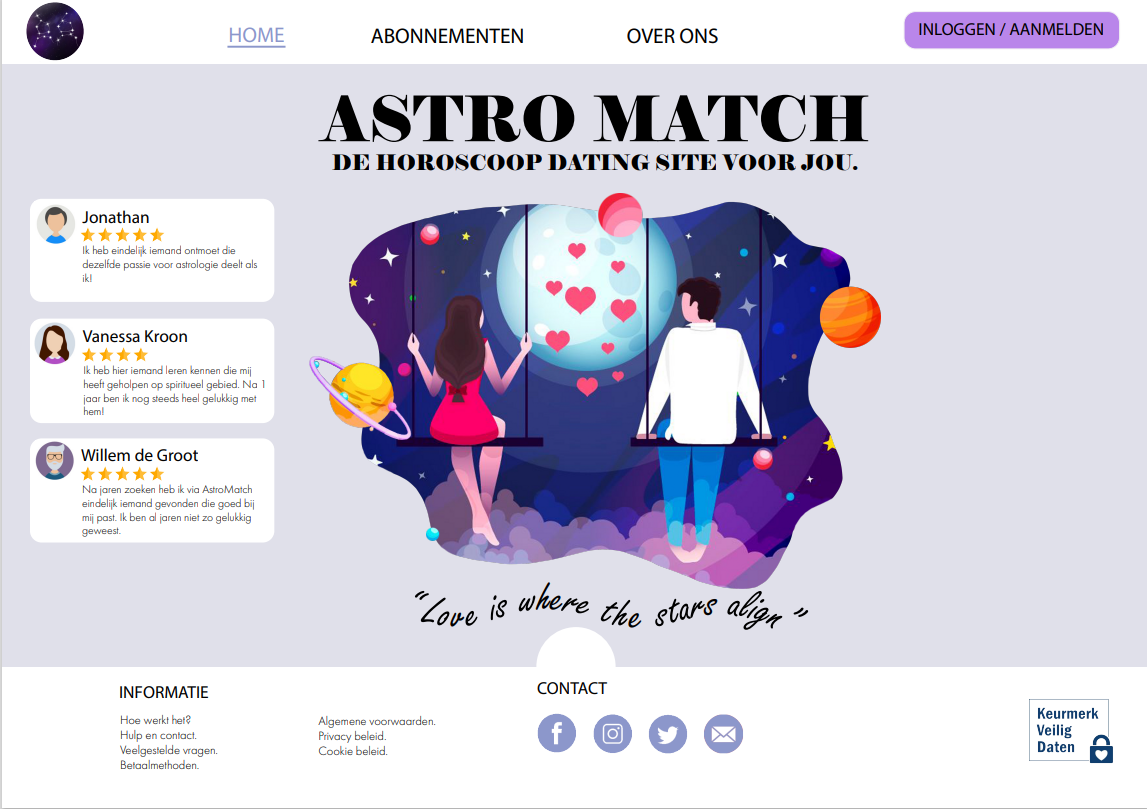 HOME
ABONNEMENTEN
OVER ONS
INLOGGEN / AANMELDEN
ASTRO MATCH
DE HOROSCOOP DATING SITE VOOR JOU.
Jonathan
Ik heb eindelijk iemand ontmoet die
dezelfde passie voor astrologie deelt als
ik!
Vanessa Kroon
Ik heb hier iemand leren kennen die mij
heeft geholpen op spiritueel gebied. Na 1
jaar ben ik nog steeds heel gelukkig met
hem!
Willem de Groot
Na jaren zoeken heb ik via AstroMatch
eindelijk iemand gevonden die goed bij
mij past. Ik ben al jaren niet zo gelukkig
geweest.
“Love is where the stars align ”
INFORMATIE
Hoe werkt het?
Hulp en contact.
Veelgestelde vragen.
Betaalmethoden.
Algemene voorwaarden.
Privacy beleid.
Cookie beleid.
CONTACT
Keurmerk
Veilig
Daten